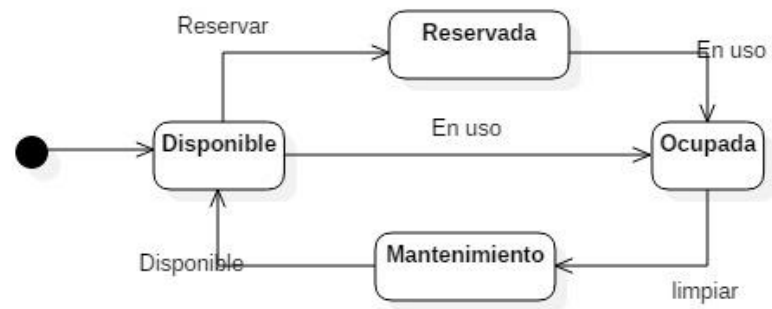 Reservar
Reservada
En uso
Disponible
En uso
Ocupada
Disponible
Mantenimiento
limpiar